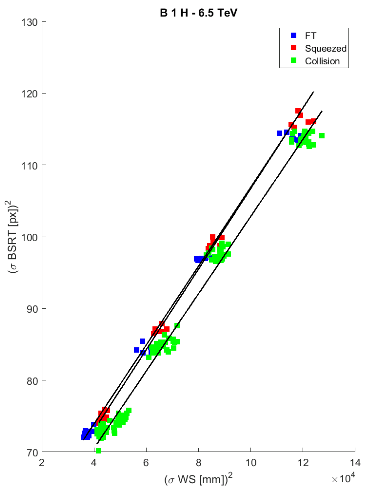 B 1 H - 6.5 TeV
FT
Squeezed
Collision
(σ BSRT [px])²
130
120
110
100
90
80
70
2 4 6 8 10 12 14
(σ WS [mm])²
×10⁴